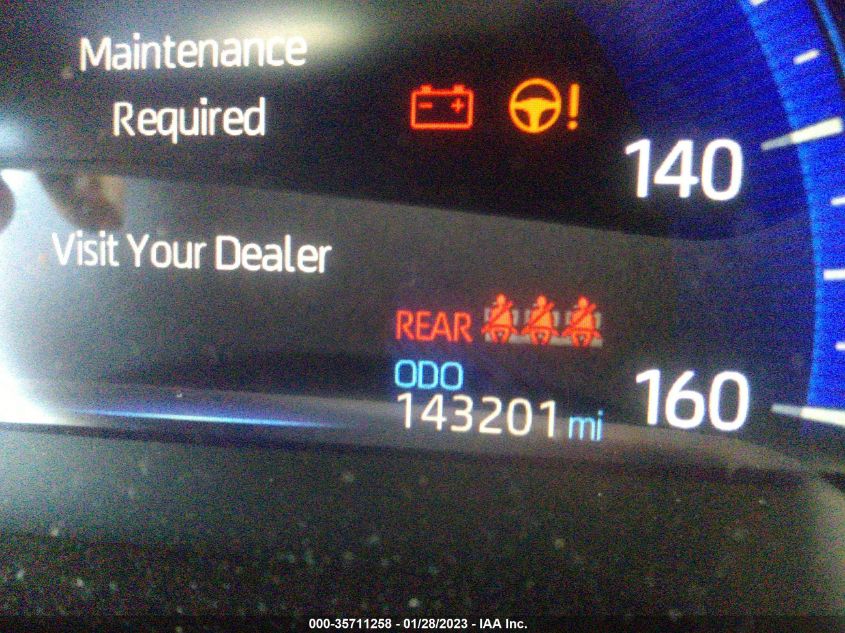 Maintenance
Required
140
Visit Your Dealer
REAR
ODO
160
143201 mi
000-35711258 - 01/28/2023 - IAA Inc.